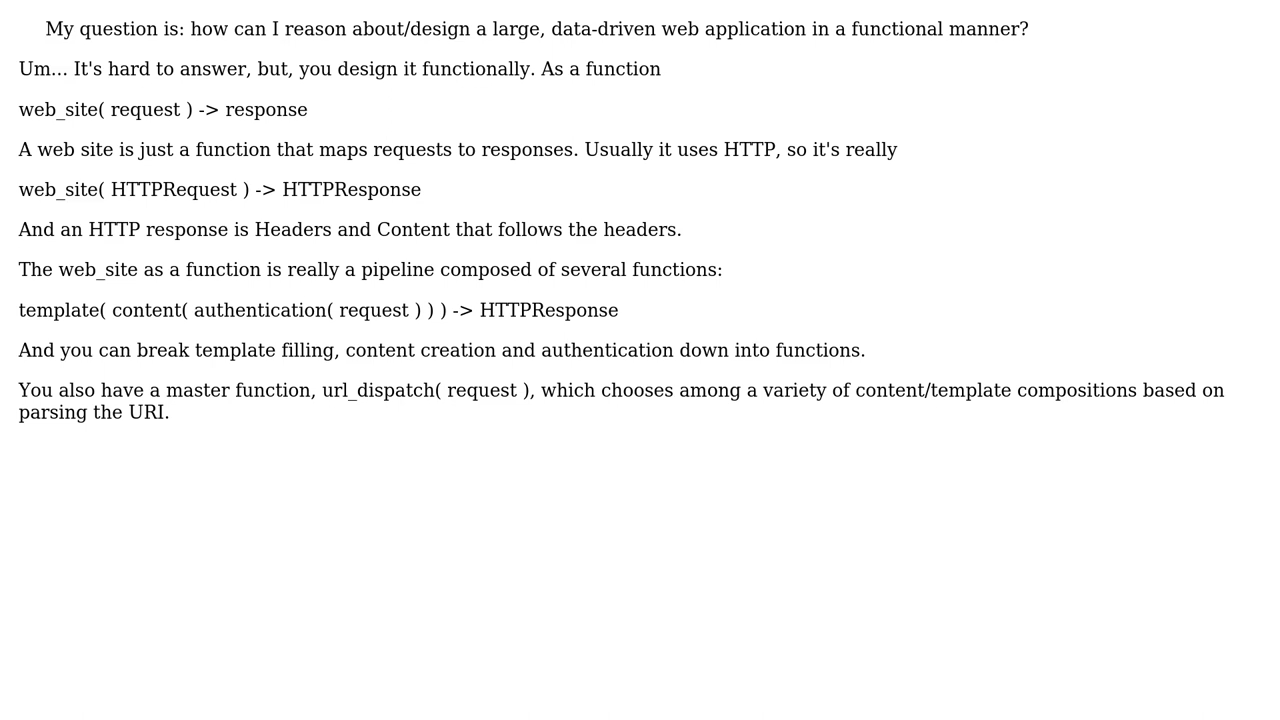 My question is: how can I reason about/design a large, data-driven web application in a functional manner?
Um... It's hard to answer, but, you design it functionally. As a function
web_site( request ) -> response
A web site is just a function that maps requests to responses. Usually it uses HTTP, so it's really
web_site( HTTPRequest ) -> HTTPResponse
And an HTTP response is Headers and Content that follows the headers.
The web_site as a function is really a pipeline composed of several functions:
template( content( authentication( request ) ) ) -> HTTPResponse
And you can break template filling, content creation and authentication down into functions.
You also have a master function, url_dispatch( request ), which chooses among a variety of content/template compositions based on
parsing the URI.